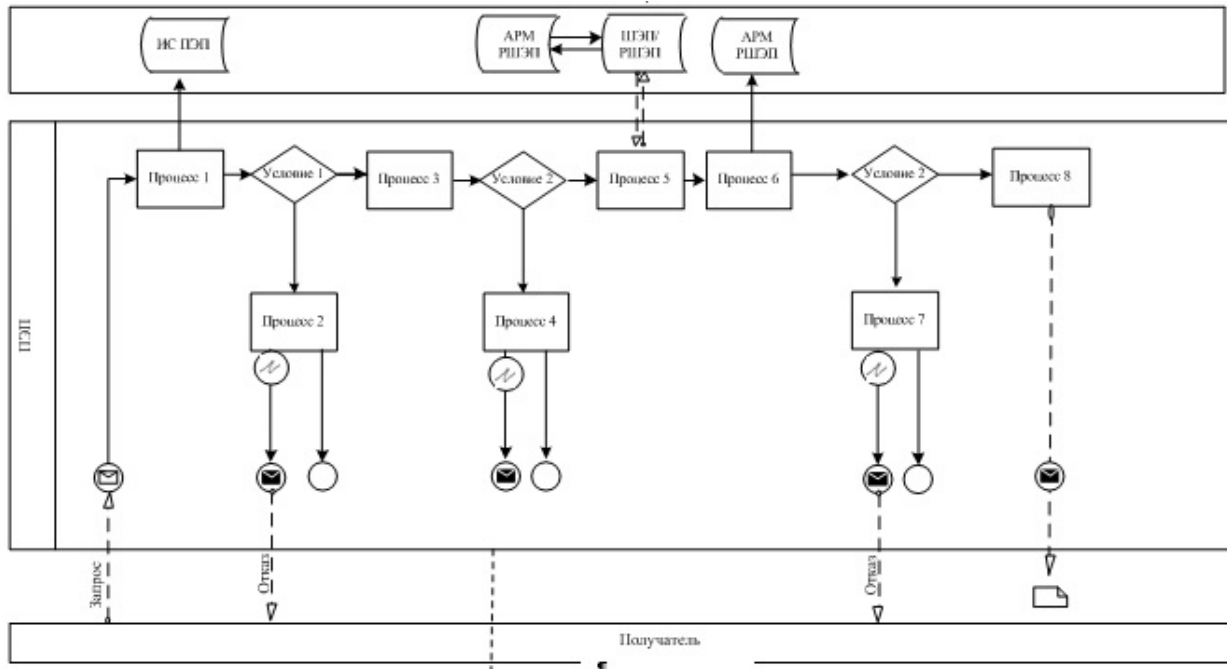 ИС ПЭП
АРМ
РШЭП
ШЭП/
РШЭП
АРМ
РШЭП
Процесс 1
Условие 1
Процесс 3
Условие 2
Процесс 5
Процесс 6
Условие 2
Процесс 8
Процесс 2
Процесс 4
Процесс 7
Запрос
Отказ
Отказ
Получатель